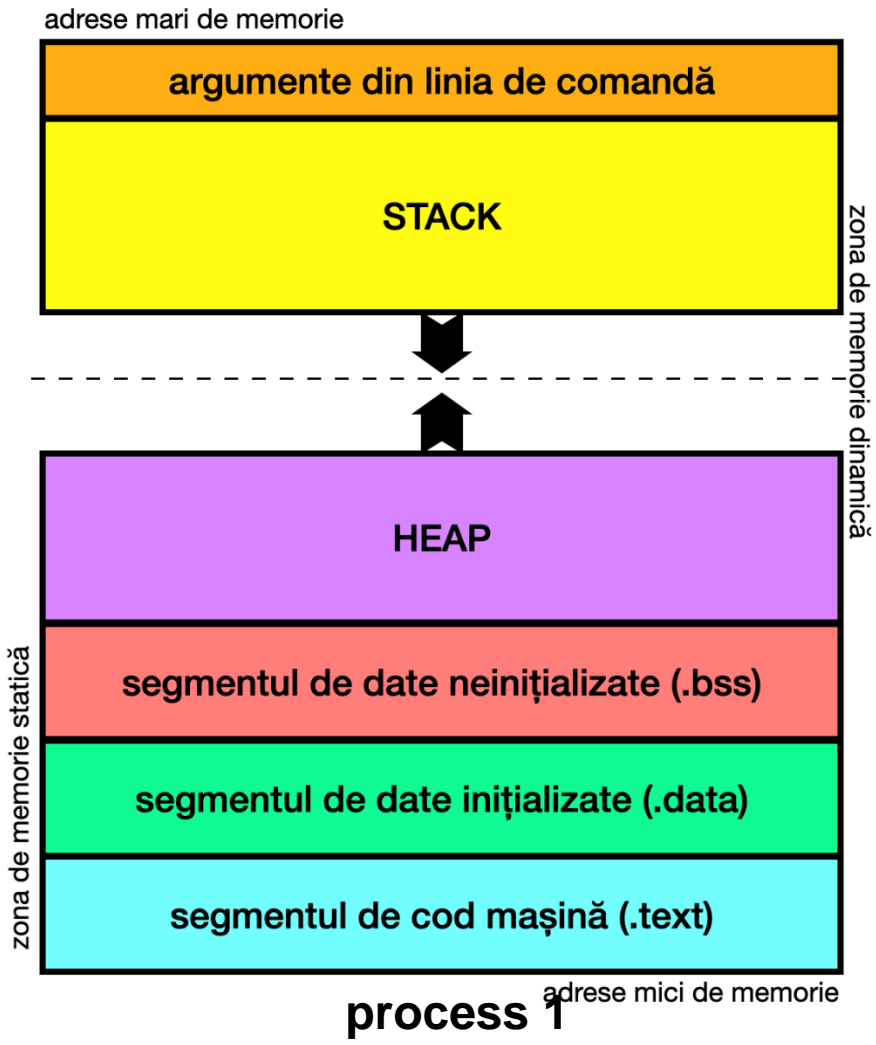 adrese mari de memorie
argumente din linia de comandă
STACK
zona de memorie dinamică
HEAP
zona de memorie statică
segmentul de date neinițializate (.bss)
segmentul de date inițializate (.data)
segmentul de cod mașină (.text)
adrese mici de memorie
process 1